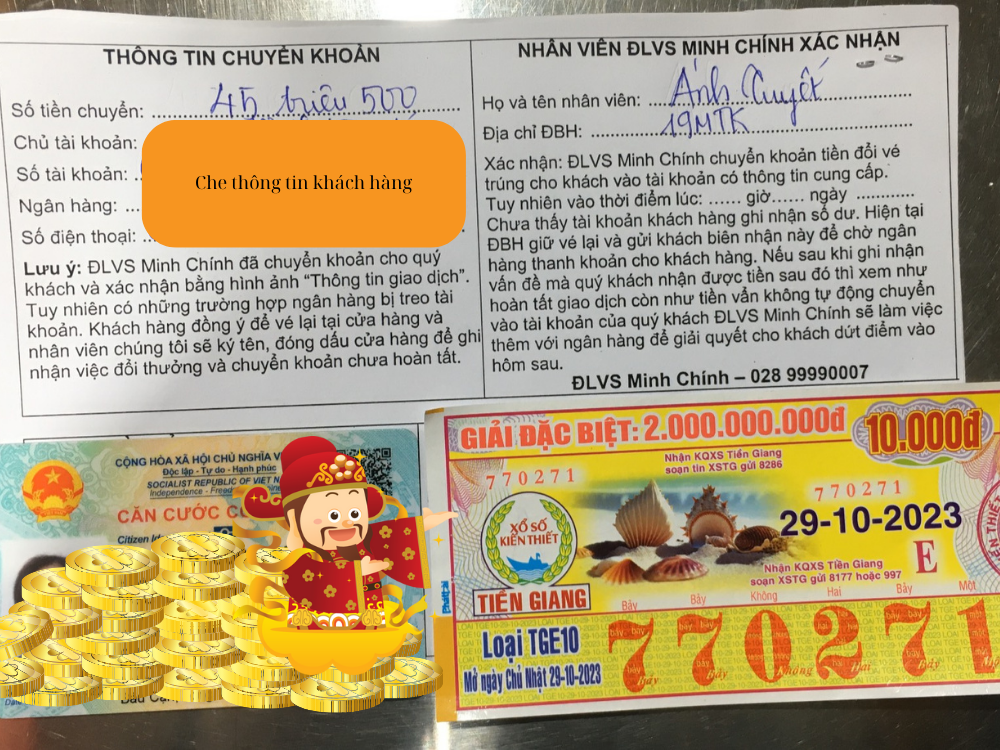 THÔNG TIN CHUYỂN KHOẢN
Số tiền chuyển: 45 triệu 500
Chủ tài khoản:
Số tài khoản:
Ngân hàng:
Số điện thoại:
Che thông tin khách hàng
Lưu ý: ĐLVS Minh Chính đã chuyển khoản cho quý
khách và xác nhận bằng hình ảnh “Thông tin giao dịch”.
Tuy nhiên có những trường hợp ngân hàng bị treo tài
khoản. Khách hàng đồng ý để vé lại tại cửa hàng và
nhân viên chúng tôi sẽ ký tên, đóng dấu cửa hàng để ghi
nhận việc đổi thưởng và chuyển khoản chưa hoàn tất.
NHÂN VIÊN ĐLVS MINH CHÍNH XÁC NHẬN
Họ và tên nhân viên: Ánh Quyết
Địa chỉ ĐBH: 19MTK
Xác nhận: ĐLVS Minh Chính chuyển khoản tiền đổi vé
trúng cho khách vào tài khoản có thông tin cung cấp.
Tuy nhiên vào thời điểm lúc: ...... giờ...... ngày ...........
Chưa thấy tài khoản khách hàng ghi nhận số dư. Hiện tại
ĐBH giữ vé lại và gửi khách biên nhận này để chờ ngân
hàng thanh khoản cho khách hàng. Nếu sau khi ghi nhận
vấn đề mà quý khách nhận được tiền sau đó thì xem như
hoàn tất giao dịch còn như tiền vẫn không tự động chuyển
vào tài khoản của quý khách ĐLVS Minh Chính sẽ làm việc
thêm với ngân hàng để giải quyết cho khách dứt điểm vào
hôm sau.
ĐLVS Minh Chính – 028 99990007
CỘNG HÒA XÃ HỘI CHỦ NGHĨA V
Độc lập - Tự do - Hạnh phúc
SOCIALIST REPUBLIC OF VIET
Independence - Freed
CĂN CƯỚC C
Citizen Id
GIẢI ĐẶC BIỆT: 2.000.000.000đ
10.000đ
Nhận KQXS Tiền Giang
soạn tin XSTG gửi 8286
770271
770271
XỔ SỐ
KIẾN THIẾT
TIỀN GIANG
29-10-2023
E
Nhận KQXS Tiền Giang
soạn XSTG gửi 8177 hoặc 997
Bảy Bảy Không Hai Bảy Một
Loại TGE10
Mở ngày Chủ Nhật 29-10-2023
770271